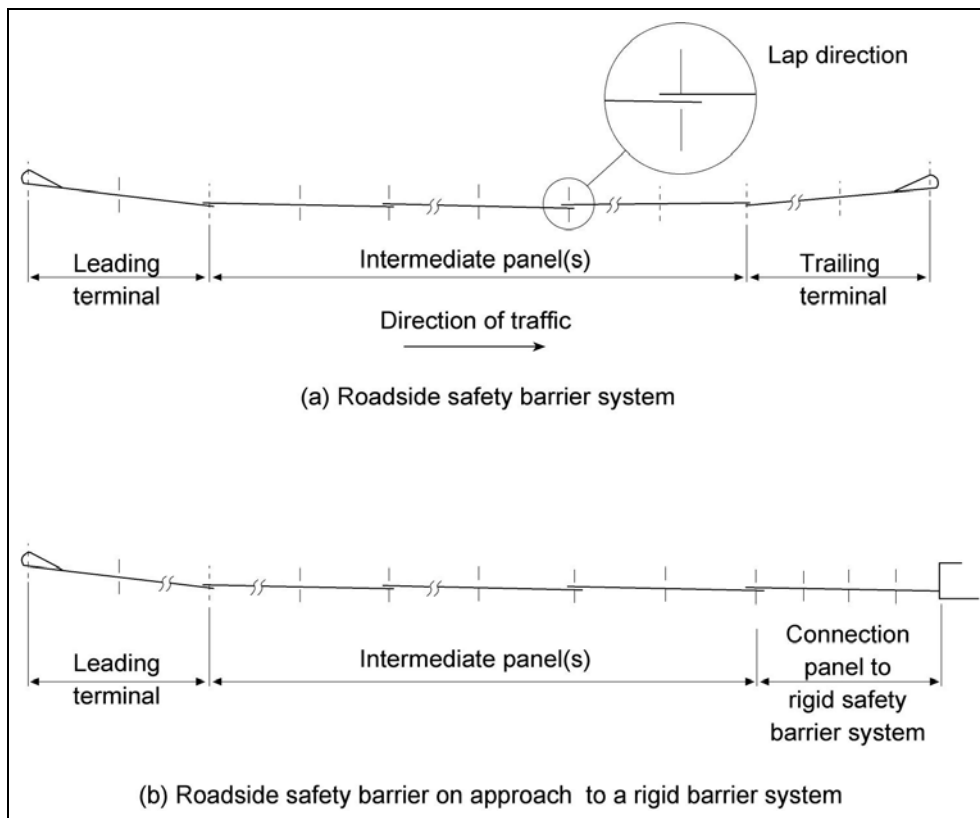 Lap direction
Leading
terminal
Intermediate panel(s)
Trailing
terminal
Direction of traffic
(a) Roadside safety barrier system
Leading
terminal
Intermediate panel(s)
Connection
panel to
rigid safety
barrier system
(b) Roadside safety barrier on approach to a rigid barrier system